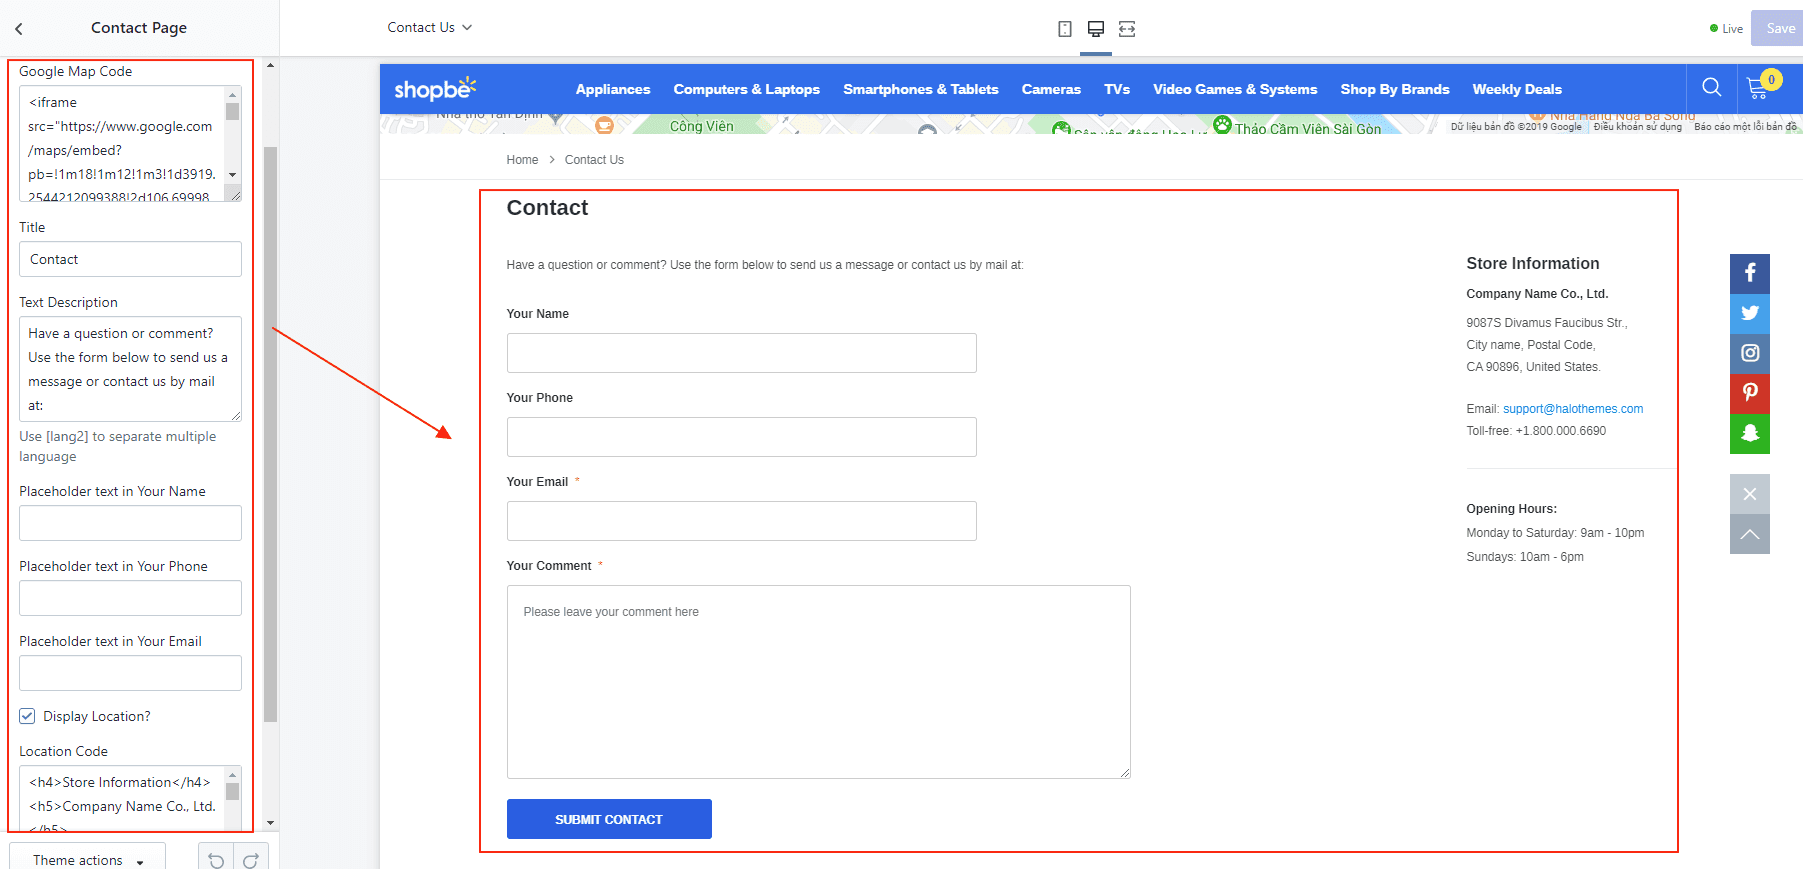 Contact Page
Contact Us
Live
Save
Google Map Code
<iframe
src="https://www.google.com
/maps/embed?
pb=!1m18!1m12!1m3!1d3919.
2544212099388!2d106.69998
Title
Contact
Text Description
Have a question or comment?
Use the form below to send us a
message or contact us by mail
at:
Use [lang2] to separate multiple
language
Placeholder text in Your Name
Placeholder text in Your Phone
Placeholder text in Your Email
Display Location?
Location Code
<h4>Store Information</h4>
<h5>Company Name Co., Ltd.
</h5>
Theme actions
shopbe
Appliances
Computers & Laptops
Smartphones & Tablets
Cameras
TVs
Video Games & Systems
Shop By Brands
Weekly Deals
0
Nhà thờ Tân Định
Công Viên
Thảo Cầm Viên Sài Gòn
Dữ liệu bản đồ ©2019 Google
Điều khoản sử dụng
Báo cáo một lỗi bản đồ
Home > Contact Us
Contact
Have a question or comment? Use the form below to send us a message or contact us by mail at:
Your Name
Your Phone
Your Email *
Your Comment *
Please leave your comment here
SUBMIT CONTACT
Store Information
Company Name Co., Ltd.
9087S Divamus Faucibus Str.,
City name, Postal Code,
CA 90896, United States.
Email: support@halothemes.com
Toll-free: +1.800.000.6690
Opening Hours:
Monday to Saturday: 9am - 10pm
Sundays: 10am - 6pm